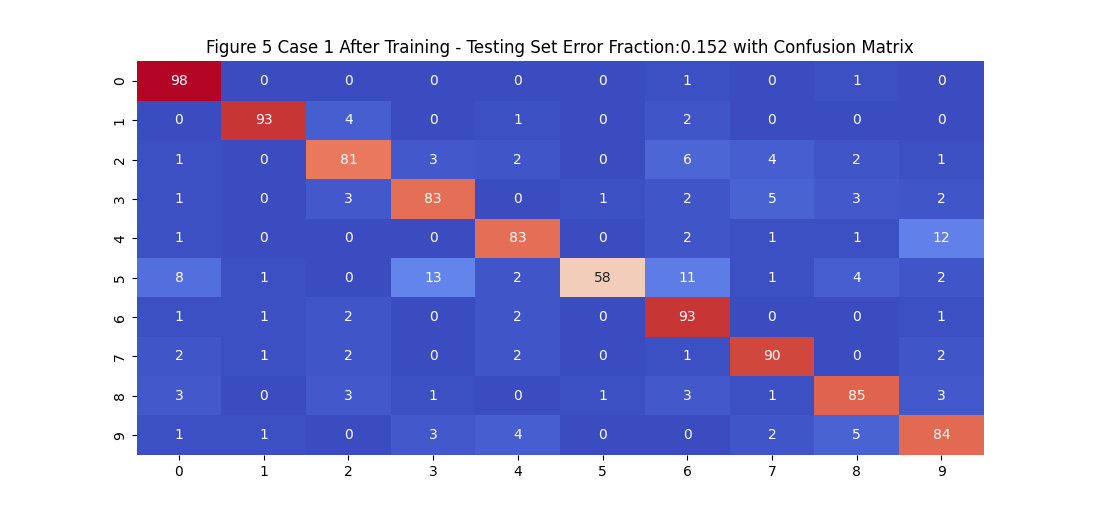 Figure 5 Case 1 After Training - Testing Set Error Fraction:0.152 with Confusion Matrix
0 98 0 0 0 0 0 1 0 1 0
1 0 93 4 0 1 0 2 0 0 0
2 1 0 81 3 2 0 6 4 2 1
3 1 0 3 83 0 1 2 5 3 2
4 1 0 0 0 83 0 2 1 1 12
5 8 1 0 13 2 58 11 1 4 2
6 1 1 2 0 2 0 93 0 0 1
7 2 1 2 0 2 0 1 90 0 2
8 3 0 3 1 0 1 3 1 85 3
9 1 1 0 3 4 0 0 2 5 84
0 1 2 3 4 5 6 7 8 9